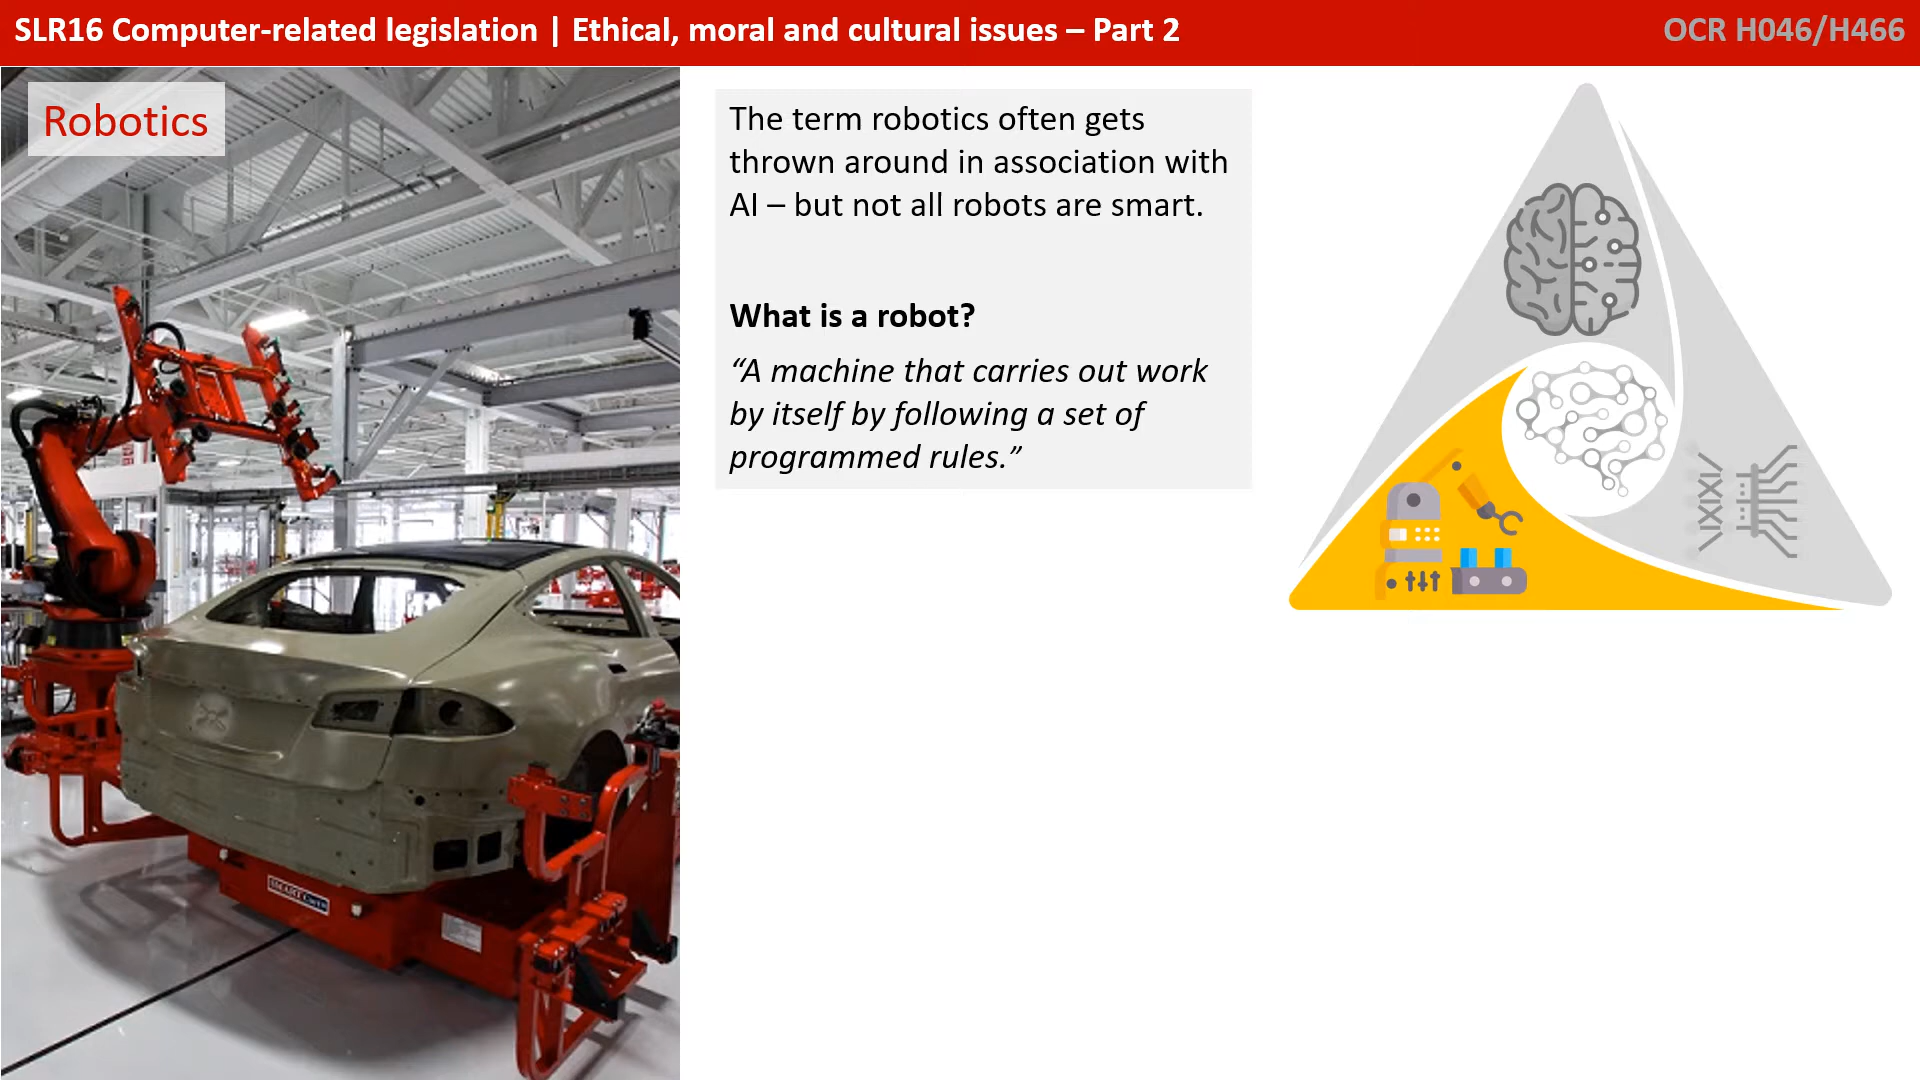 SLR16 Computer-related legislation | Ethical, moral and cultural issues – Part 2
OCR H046/H466
Robotics
The term robotics often gets
thrown around in association with
AI – but not all robots are smart.
What is a robot?
“A machine that carries out work
by itself by following a set of
programmed rules.”